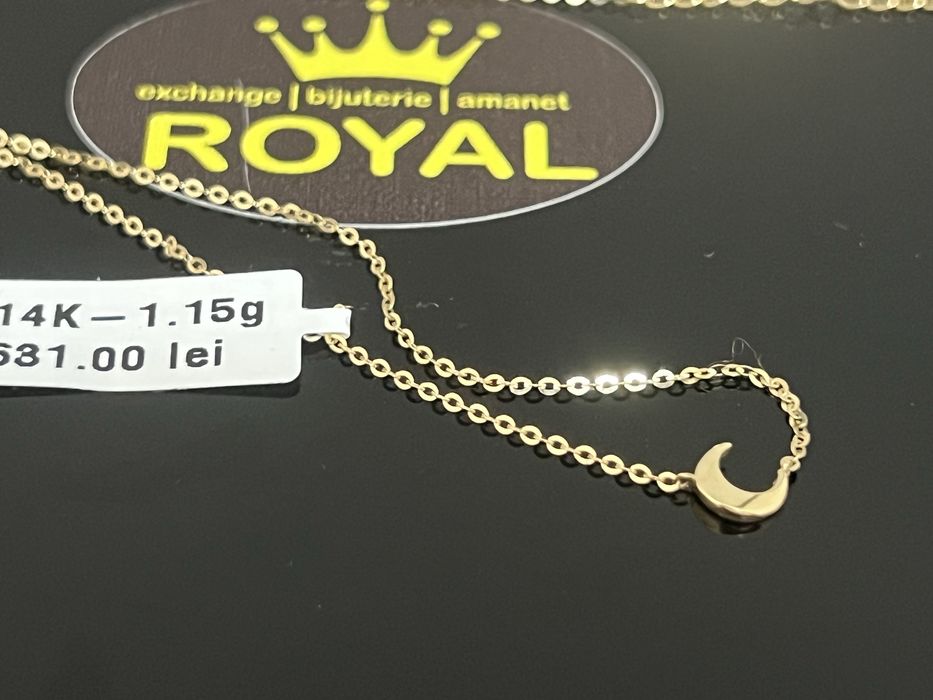 exchange | bijuterie | amanet
ROYAL
14K – 1.15g
631.00 lei